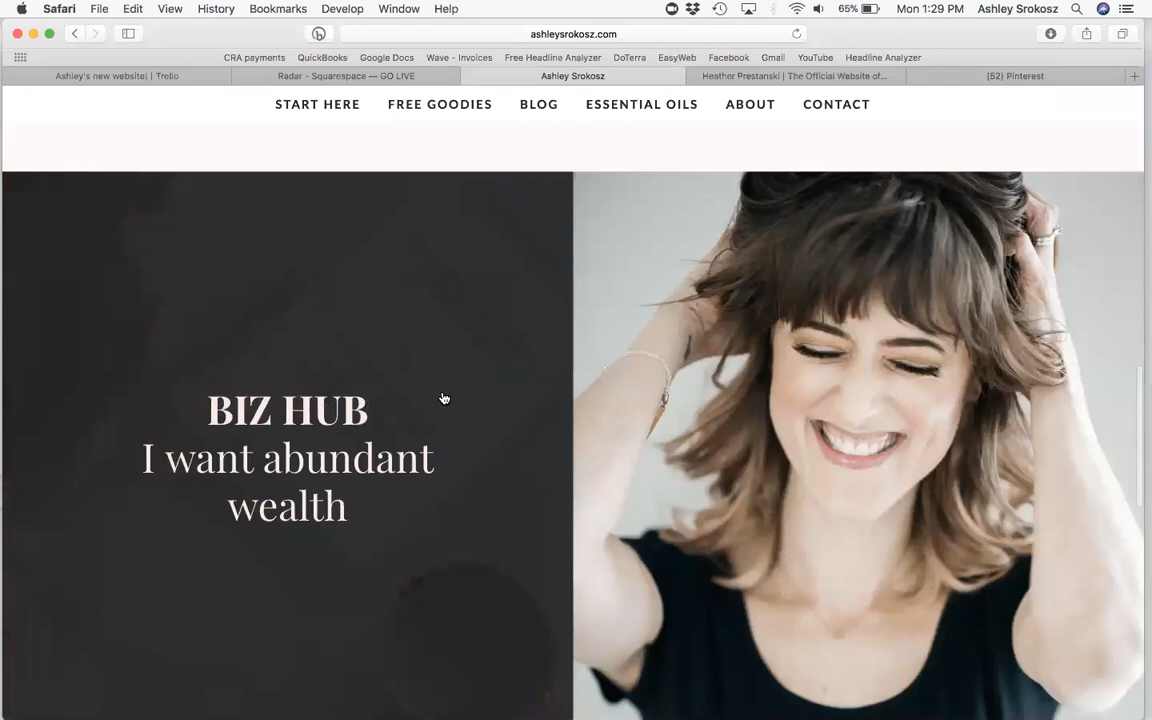 Safari File Edit View History Bookmarks Develop Window Help 65% Mon 1:29 PM Ashley Srokosz
ashleysrokosz.com
CRA payments QuickBooks Google Docs Wave - Invoices Free Headline Analyzer DoTerra EasyWeb Facebook Gmail YouTube Headline Analyzer
Ashley's new website! | Trello Radar - Squarespace — GO LIVE Ashley Srokosz Heather Prestanski | The Official Website of... (52) Pinterest
START HERE FREE GOODIES BLOG ESSENTIAL OILS ABOUT CONTACT
BIZ HUB
I want abundant
wealth